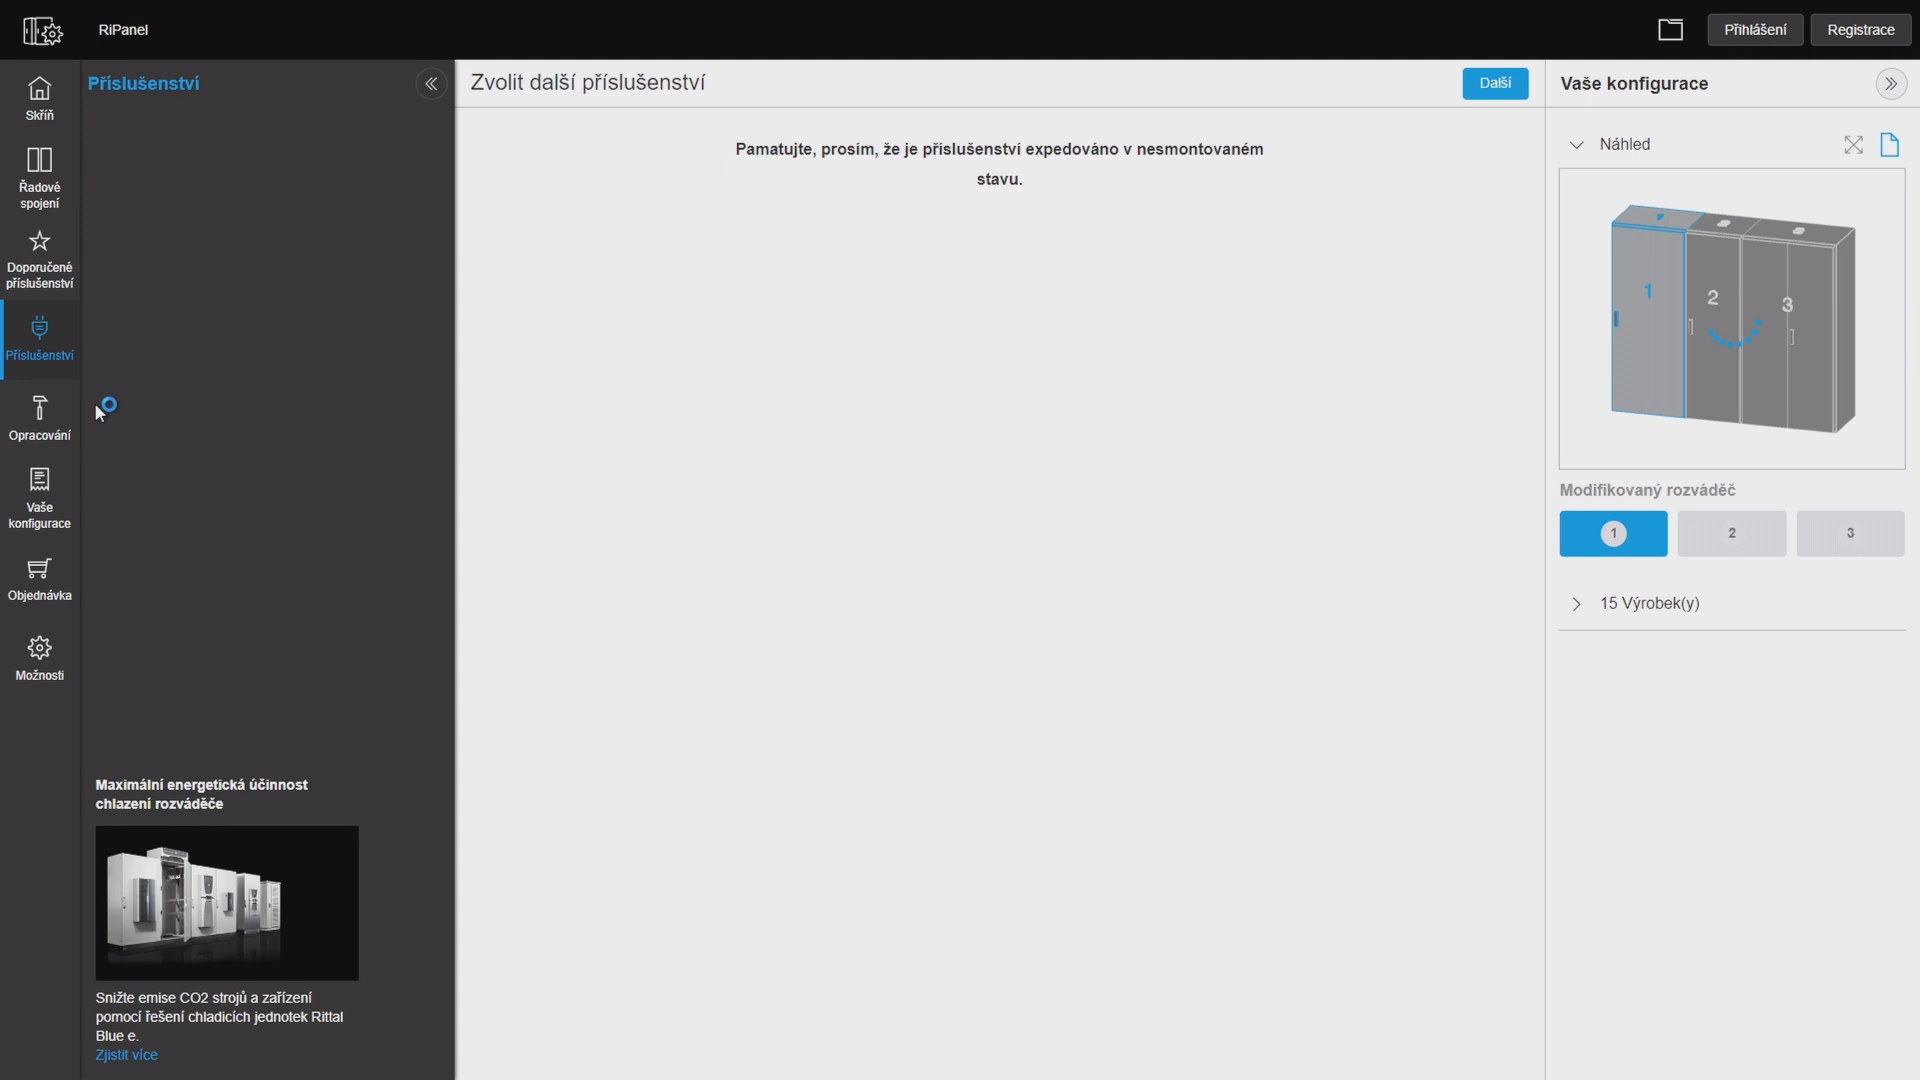 RiPanel
Přihlášení
Registrace
Skříň
Řadové
spojení
Doporučené
příslušenství
Příslušenství
Opracování
Vaše
konfigurace
Objednávka
Možnosti
Příslušenství
Maximální energetická účinnost
chlazení rozváděče
Snižte emise CO2 strojů a zařízení
pomocí řešení chladicích jednotek Rittal
Blue e.
Zjistit více
Zvolit další příslušenství
Další
Pamatujte, prosím, že je příslušenství expedováno v nesmontovaném
stavu.
Vaše konfigurace
Náhled
1
2
3
Modifikovaný rozváděč
1
2
3
15 Výrobek(y)